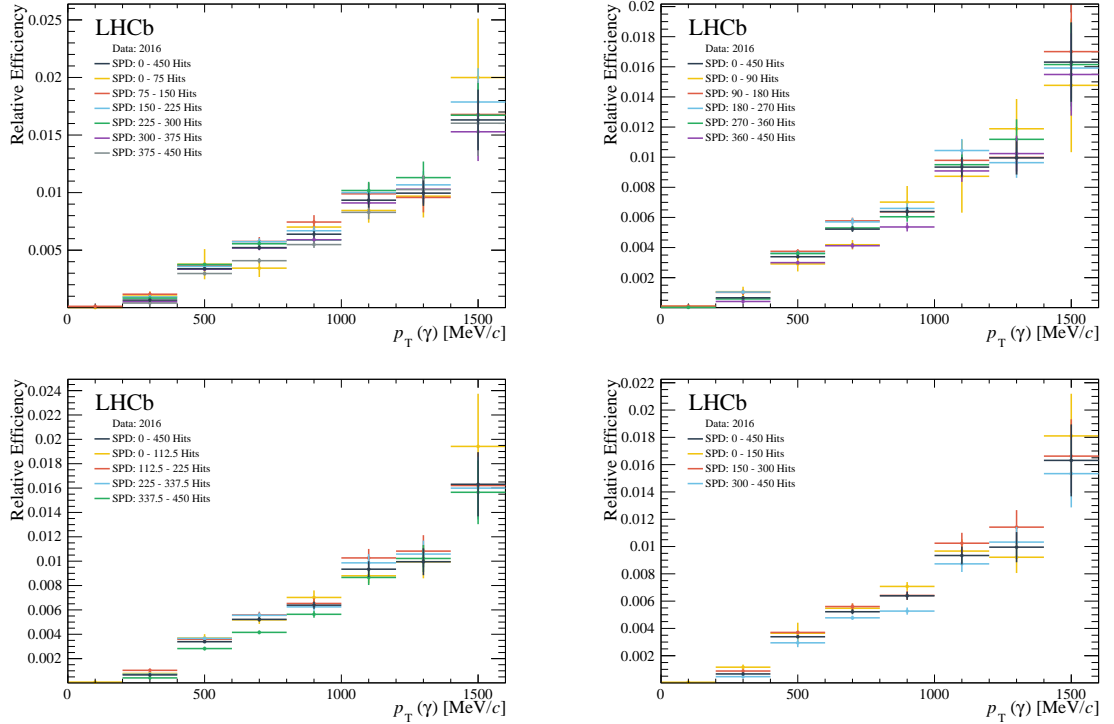 Relative Efficiency
0.025
0.02
0.015
0.01
0.005
LHCb
Data: 2016
SPD: 0 - 450 Hits
SPD: 0 - 75 Hits
SPD: 75 - 150 Hits
SPD: 150 - 225 Hits
SPD: 225 - 300 Hits
SPD: 300 - 375 Hits
SPD: 375 - 450 Hits
0 500 1000 1500
p_T (γ) [MeV/c]
Relative Efficiency
0.02
0.018
0.016
0.014
0.012
0.01
0.008
0.006
0.004
0.002
LHCb
Data: 2016
SPD: 0 - 450 Hits
SPD: 0 - 90 Hits
SPD: 90 - 180 Hits
SPD: 180 - 270 Hits
SPD: 270 - 360 Hits
SPD: 360 - 450 Hits
0 500 1000 1500
p_T (γ) [MeV/c]
Relative Efficiency
0.024
0.022
0.02
0.018
0.016
0.014
0.012
0.01
0.008
0.006
0.004
0.002
LHCb
Data: 2016
SPD: 0 - 450 Hits
SPD: 0 - 112.5 Hits
SPD: 112.5 - 225 Hits
SPD: 225 - 337.5 Hits
SPD: 337.5 - 450 Hits
0 500 1000 1500
p_T (γ) [MeV/c]
Relative Efficiency
0.022
0.02
0.018
0.016
0.014
0.012
0.01
0.008
0.006
0.004
0.002
LHCb
Data: 2016
SPD: 0 - 450 Hits
SPD: 0 - 150 Hits
SPD: 150 - 300 Hits
SPD: 300 - 450 Hits
0 500 1000 1500
p_T (γ) [MeV/c]